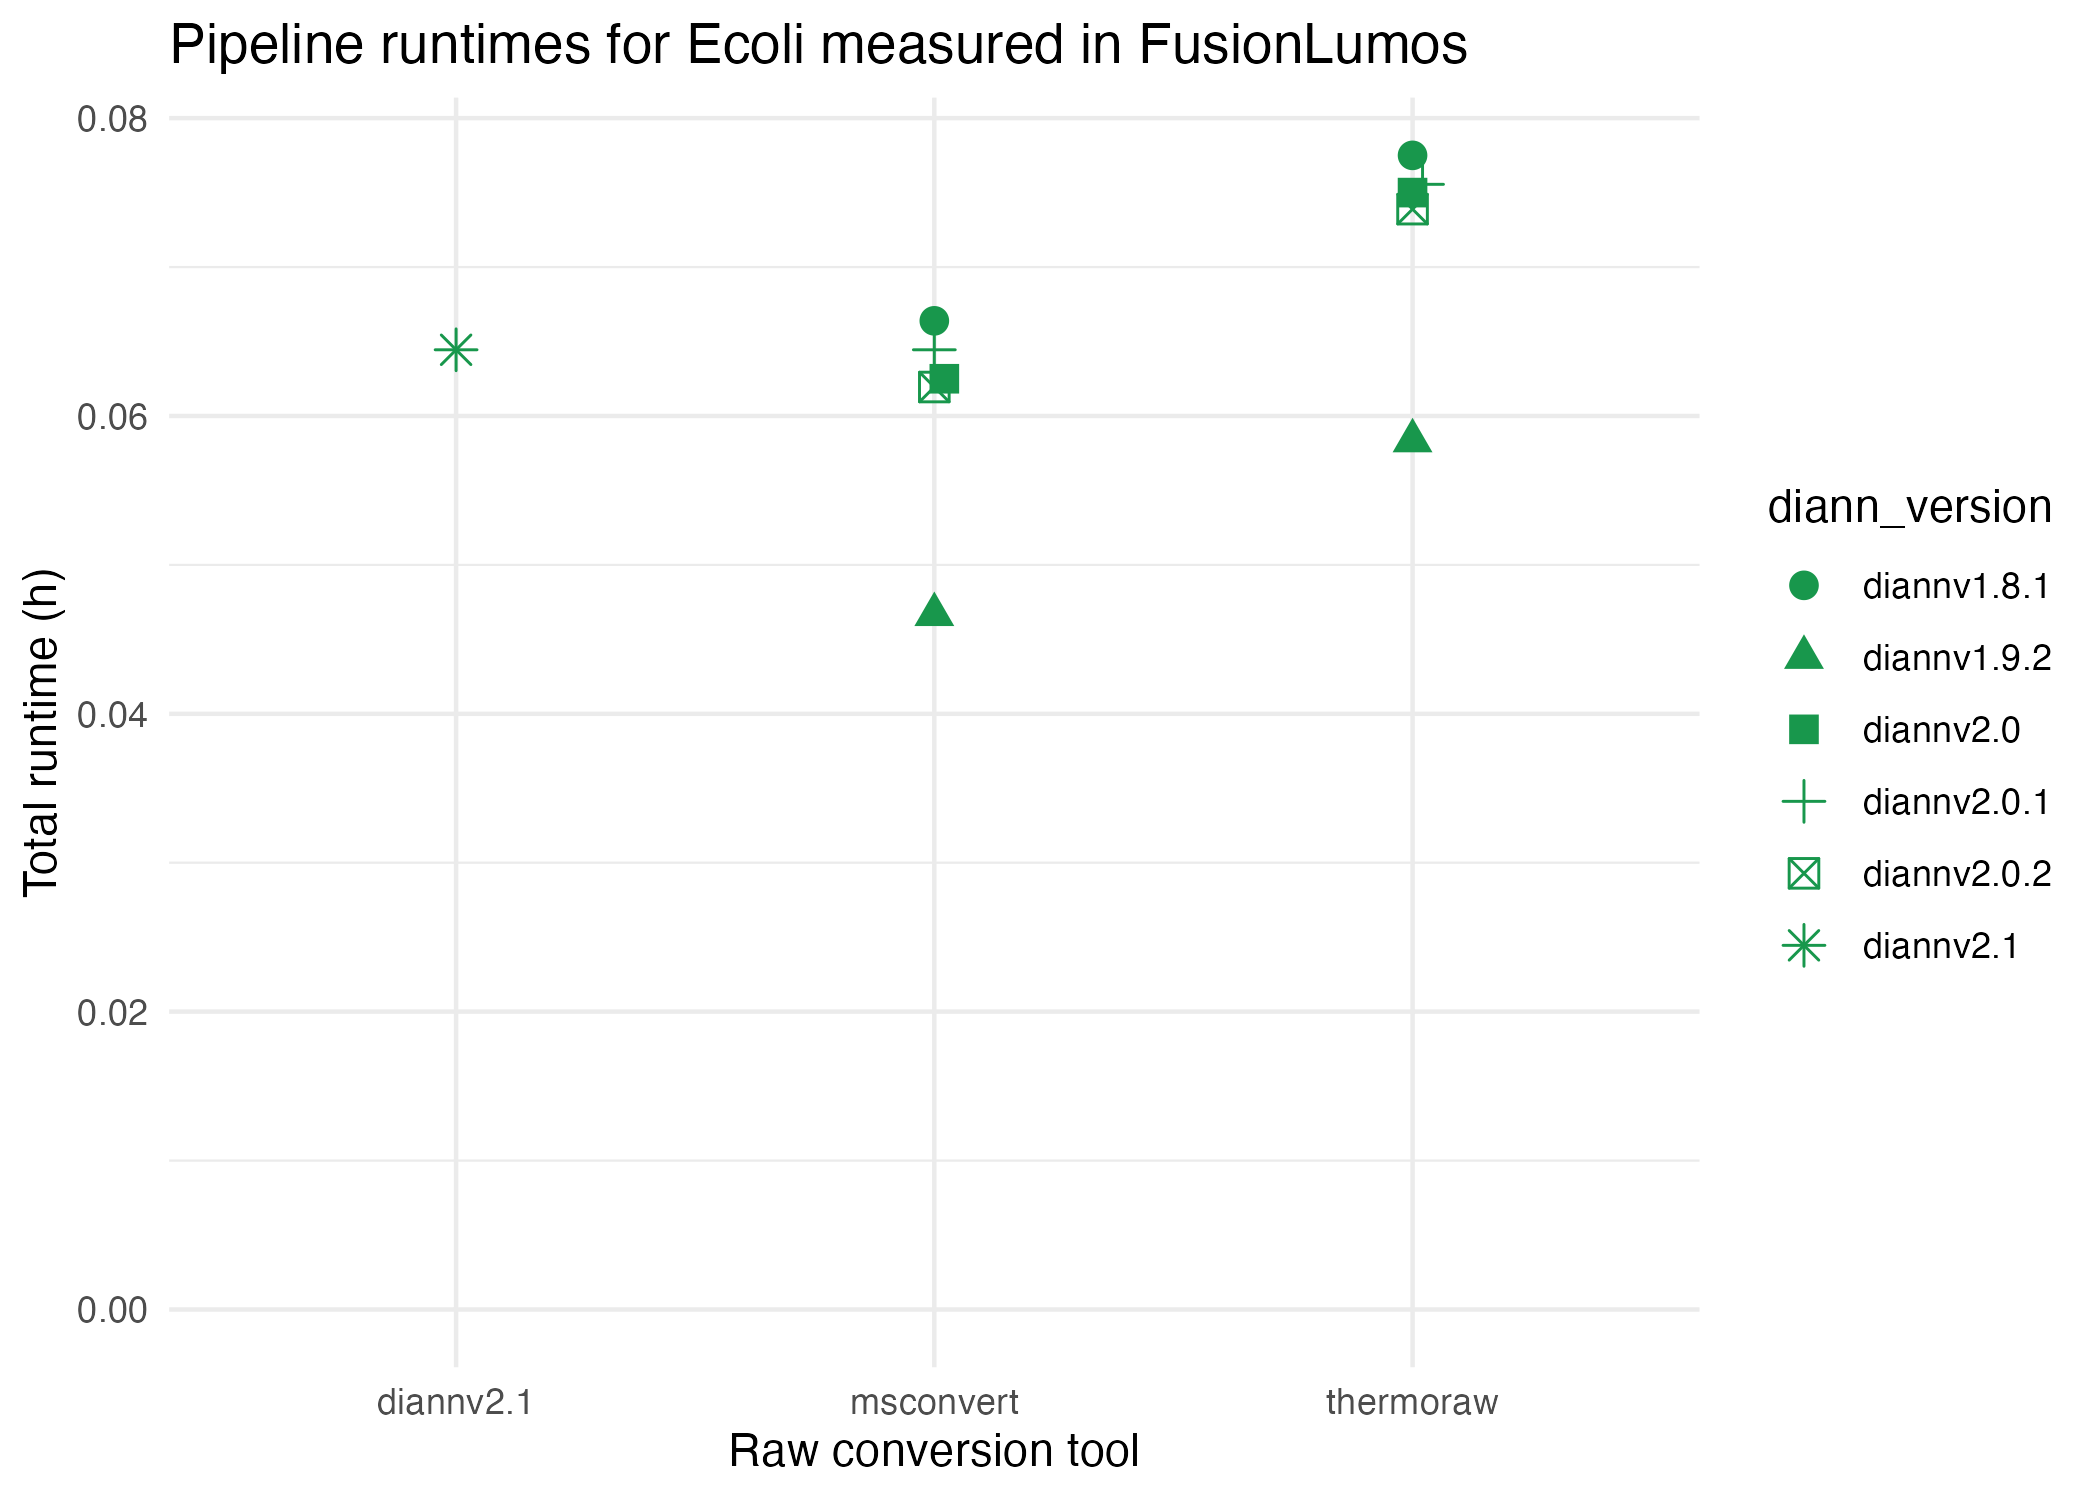 Pipeline runtimes for Ecoli measured in FusionLumos
0.08
0.06
0.04
0.02
0.00
Total runtime (h)
diannv2.1
msconvert
thermoraw
Raw conversion tool
diann_version
diannv1.8.1
diannv1.9.2
diannv2.0
diannv2.0.1
diannv2.0.2
diannv2.1